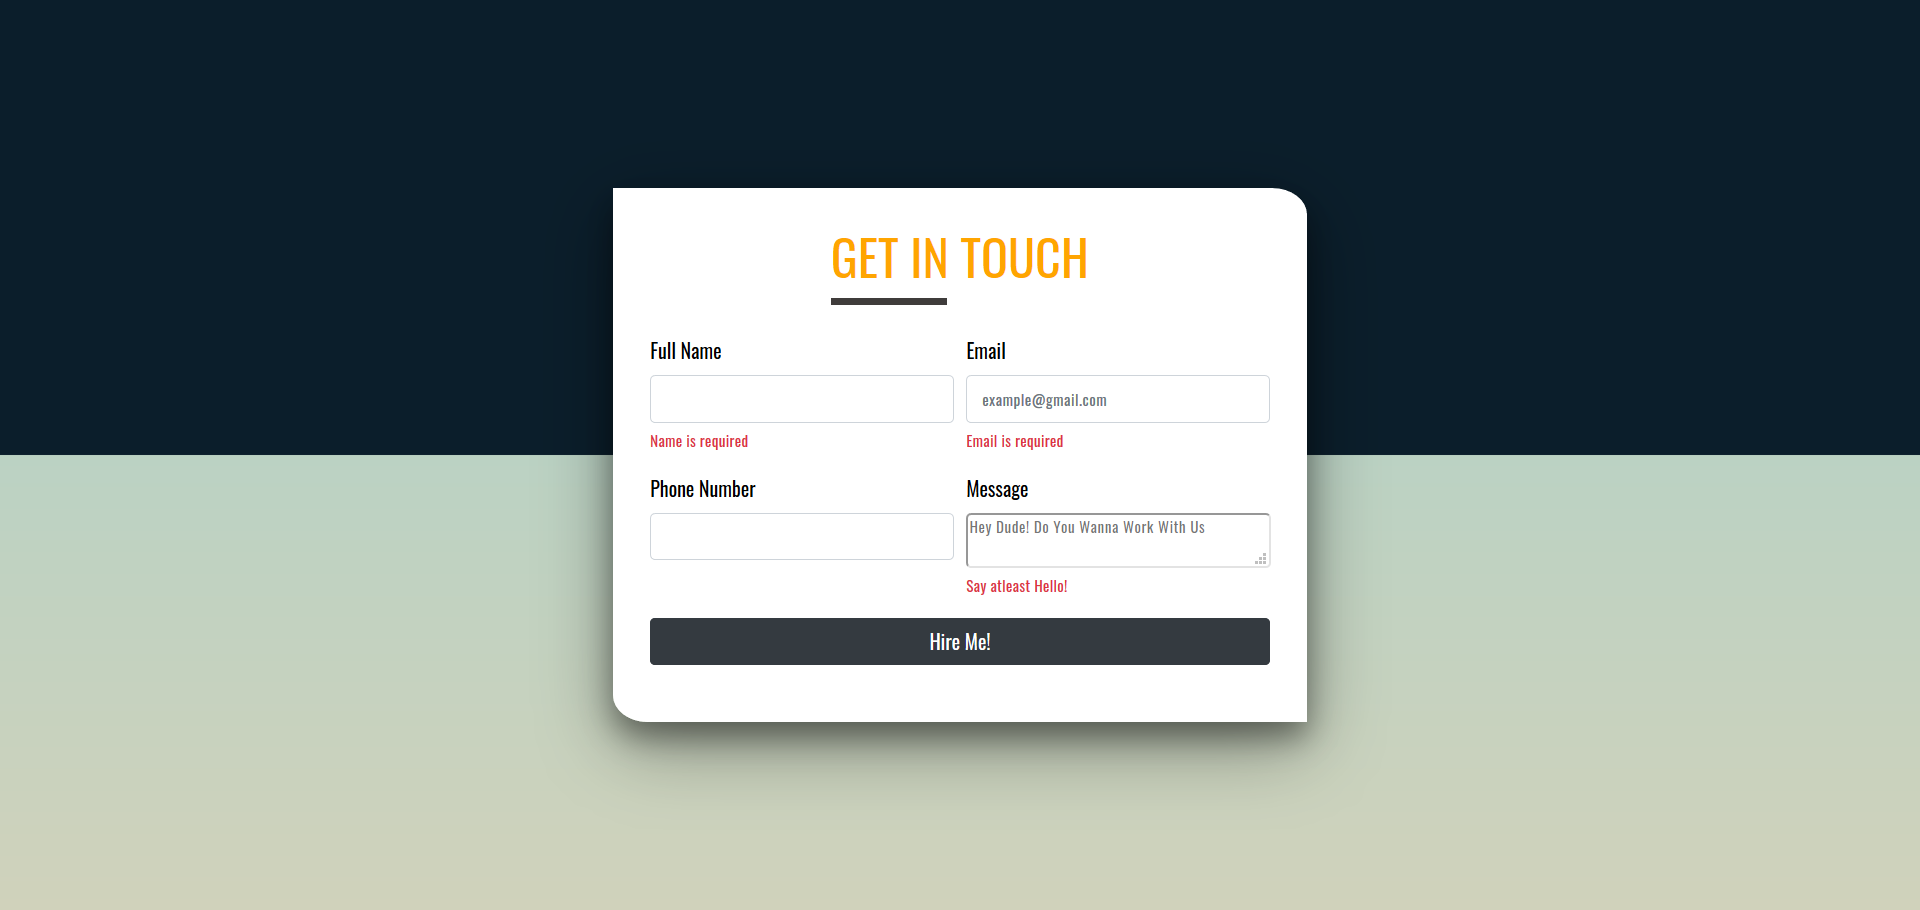 GET IN TOUCH
Full Name
Email
example@gmail.com
Name is required
Email is required
Phone Number
Message
Hey Dude! Do You Wanna Work With Us
Say atleast Hello!
Hire Me!